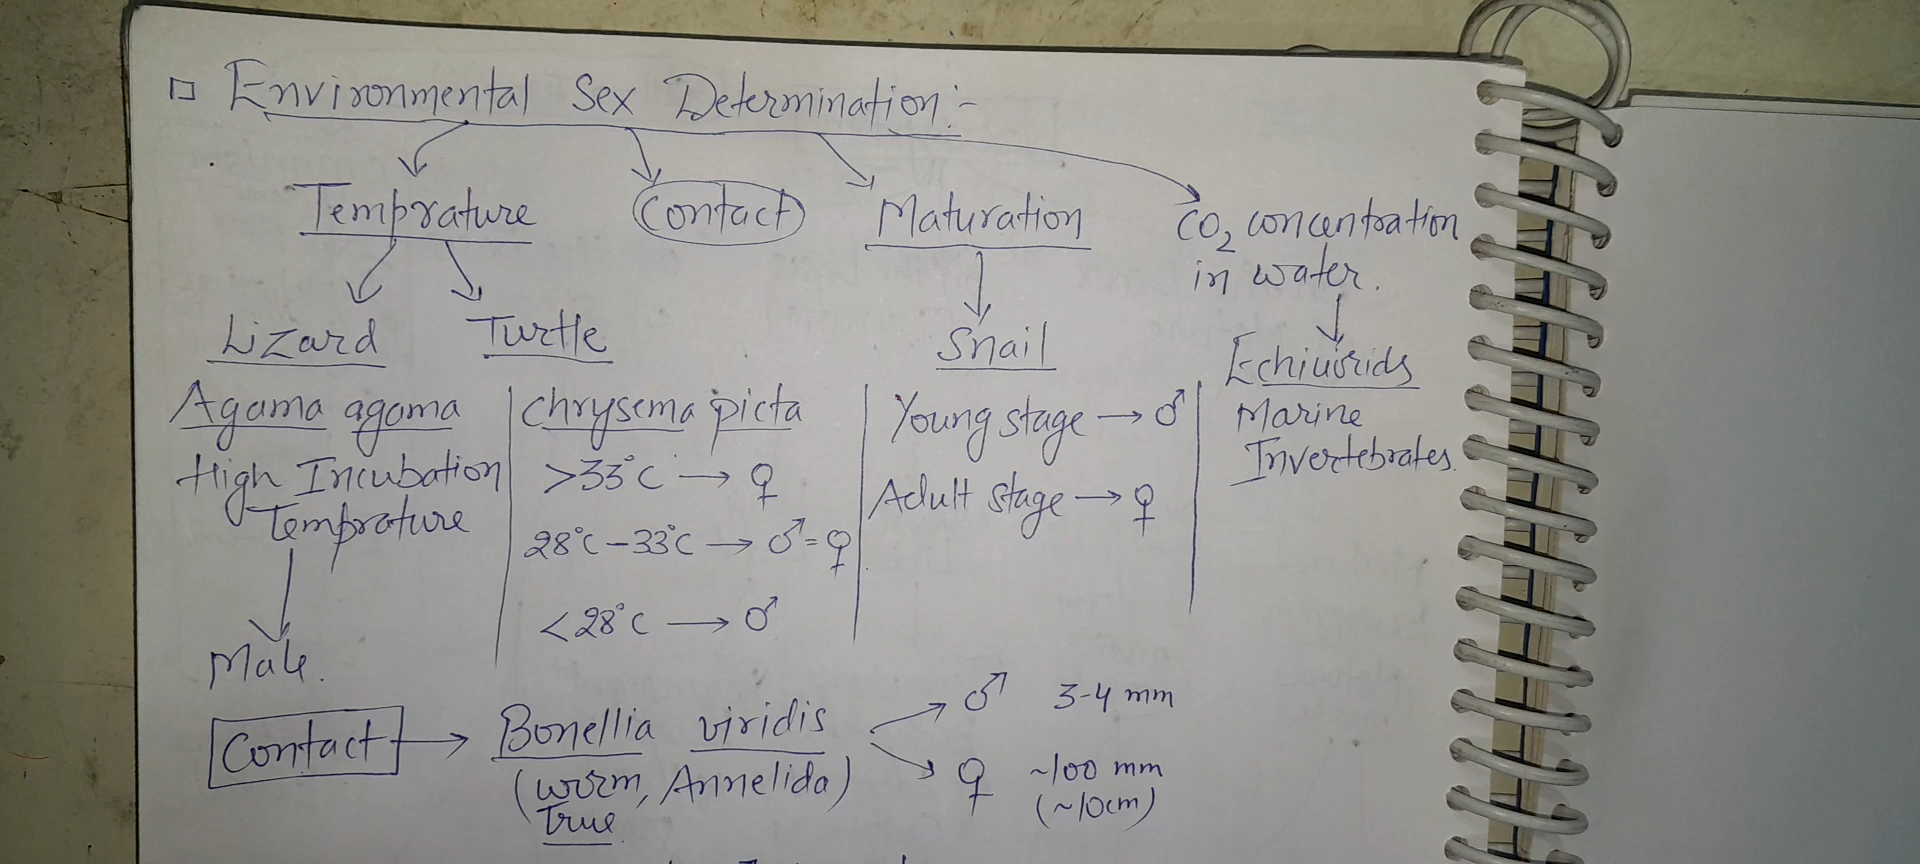 Environmental Sex Determination:-
Temprature Contact Maturation CO₂ concentration
in water.
Lizard Turtle Snail Echiuirids
Agama agama
High Incubation
Temprature
Male.
Chrysema picta
>33°C → ♀
28°C-33°C → ♂=♀
<28°C → ♂
Young stage → ♂
Adult stage → ♀
Marine
Invertebrates.
Contact → Bonellia viridis ♂ 3-4 mm
(worm, Annelida) ♀ ~100 mm
True (~10cm)